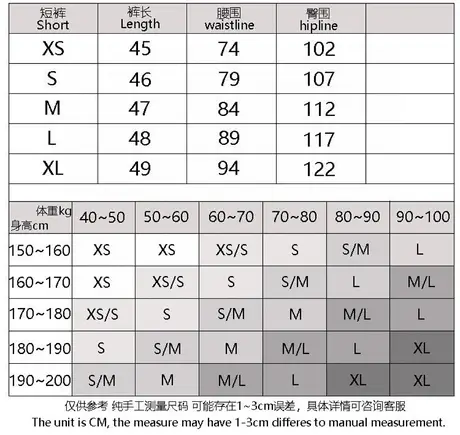 短裤 裤长 腰围 臀围
Short Length waistline hipline
XS 45 74 102
S 46 79 107
M 47 84 112
L 48 89 117
XL 49 94 122
体重kg
身高cm 40~50 50~60 60~70 70~80 80~90 90~100
150~160 XS XS XS/S S S/M L
160~170 XS XS/S S S/M L M/L
170~180 XS/S S S/M M M/L L
180~190 S S/M M M/L L XL
190~200 S/M M M/L L XL XL
仅供参考 纯手工测量尺码 可能存在1~3cm误差，具体详情可咨询客服
The unit is CM, the measure may have 1-3cm differes to manual measurement.